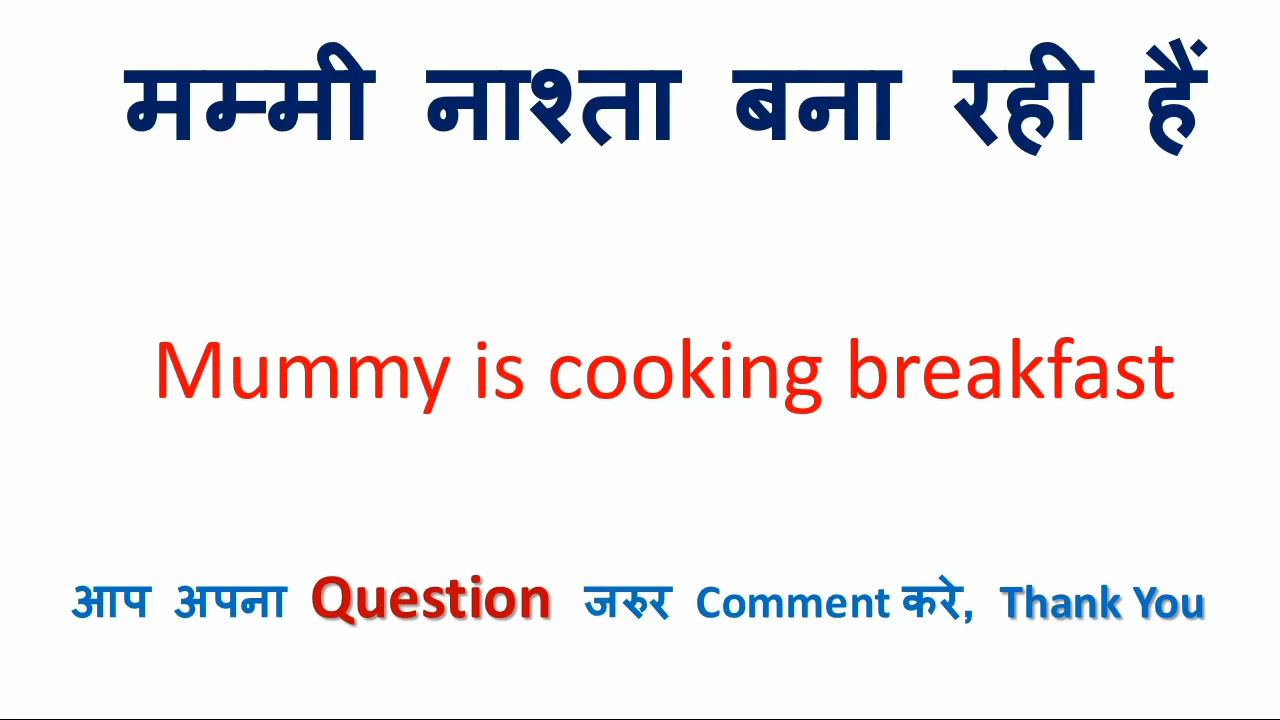 मम्मी नाश्ता बना रही हैं
Mummy is cooking breakfast
आप अपना Question जरुर Comment करे, Thank You